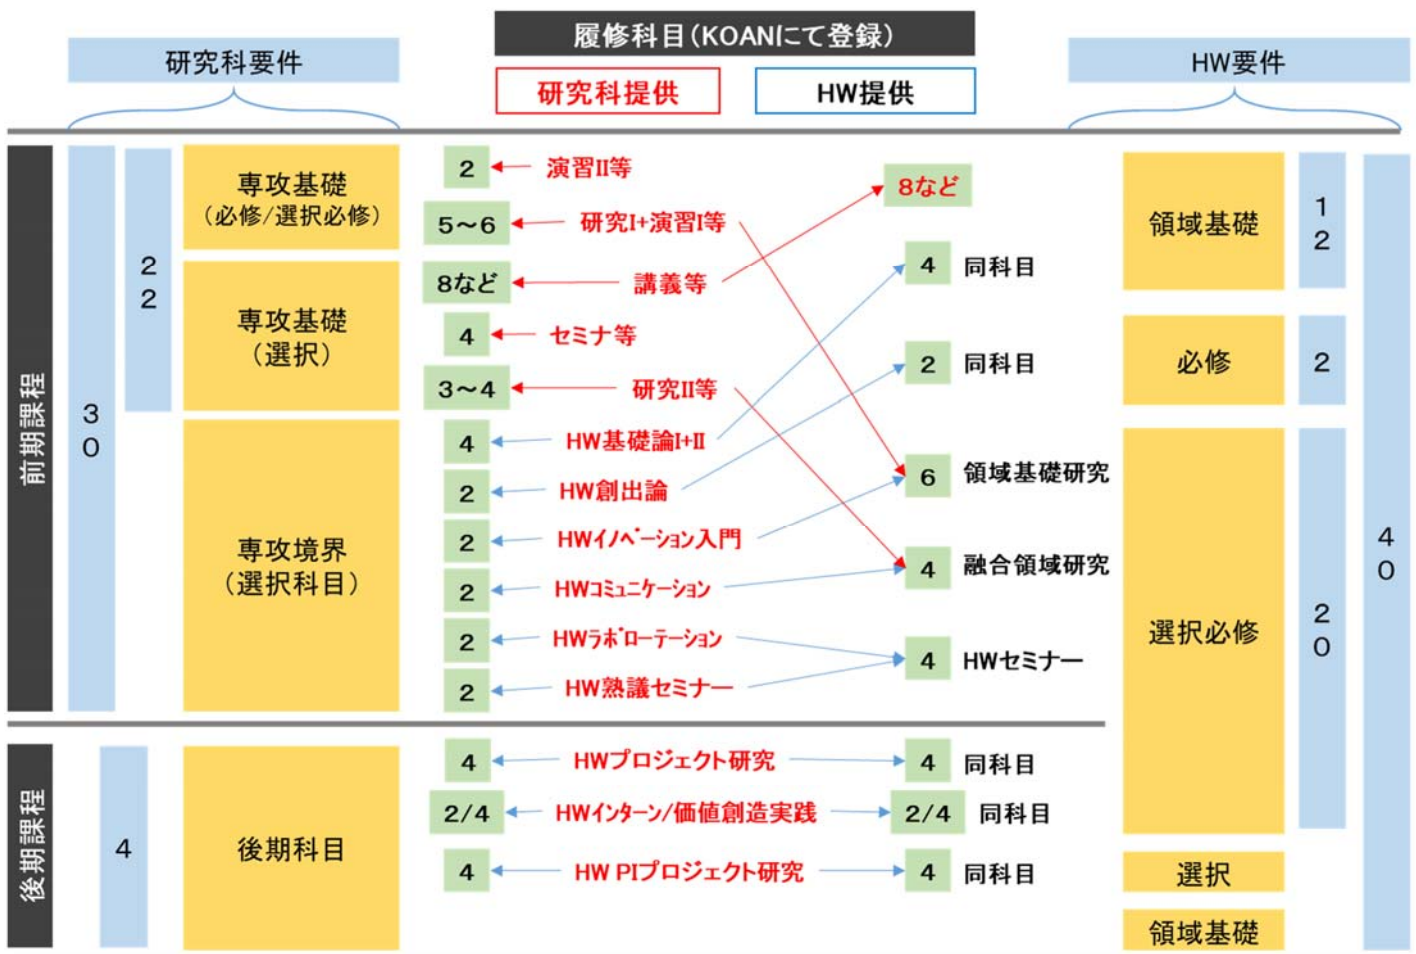 履修科目(KOANにて登録)
研究科要件
HW要件
研究科提供
HW提供
前期課程
30
22
専攻基礎
(必修/選択必修)
専攻基礎
(選択)
専攻境界
(選択科目)
2
演習II等
5～6
研究I+演習I等
8など
講義等
4
セミナ等
3～4
研究II等
4
HW基礎論I+II
2
HW創出論
2
HWイノベーション入門
2
HWコミュニケーション
2
HWラボローテーション
2
HW熟議セミナー
8など
4 同科目
2 同科目
6 領域基礎研究
4 融合領域研究
4 HWセミナー
領域基礎
12
必修
2
選択必修
20
40
後期課程
4
後期科目
4
HWプロジェクト研究
4 同科目
2/4
HWインターン/価値創造実践
2/4 同科目
4
HW PIプロジェクト研究
4 同科目
選択
領域基礎